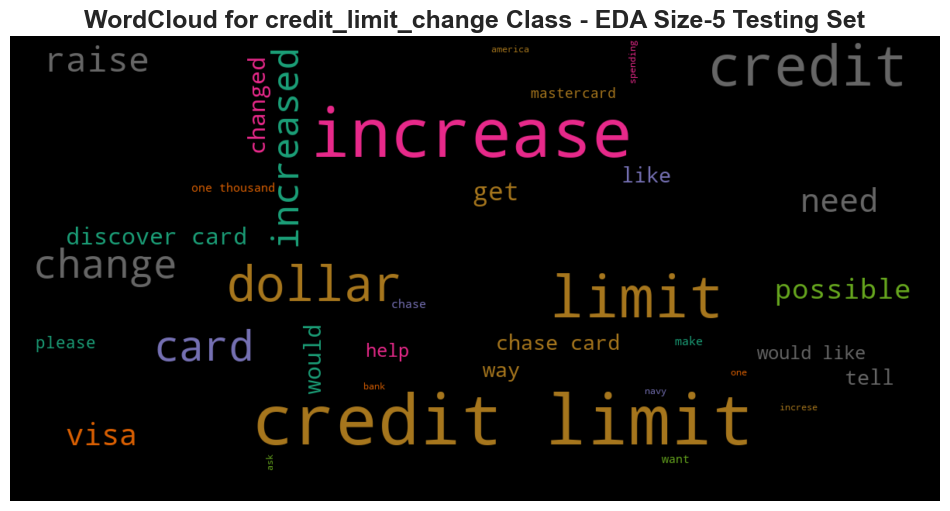 WordCloud for credit_limit_change Class - EDA Size-5 Testing Set
america
spending
raise
credit
changed
increased
mastercard
increase
like
one thousand
get
need
discover card
change
dollar
limit
possible
chase
please
card
would
help
chase card
make
would like
way
tell
bank
one
navy
credit limit
increse
visa
ask
want